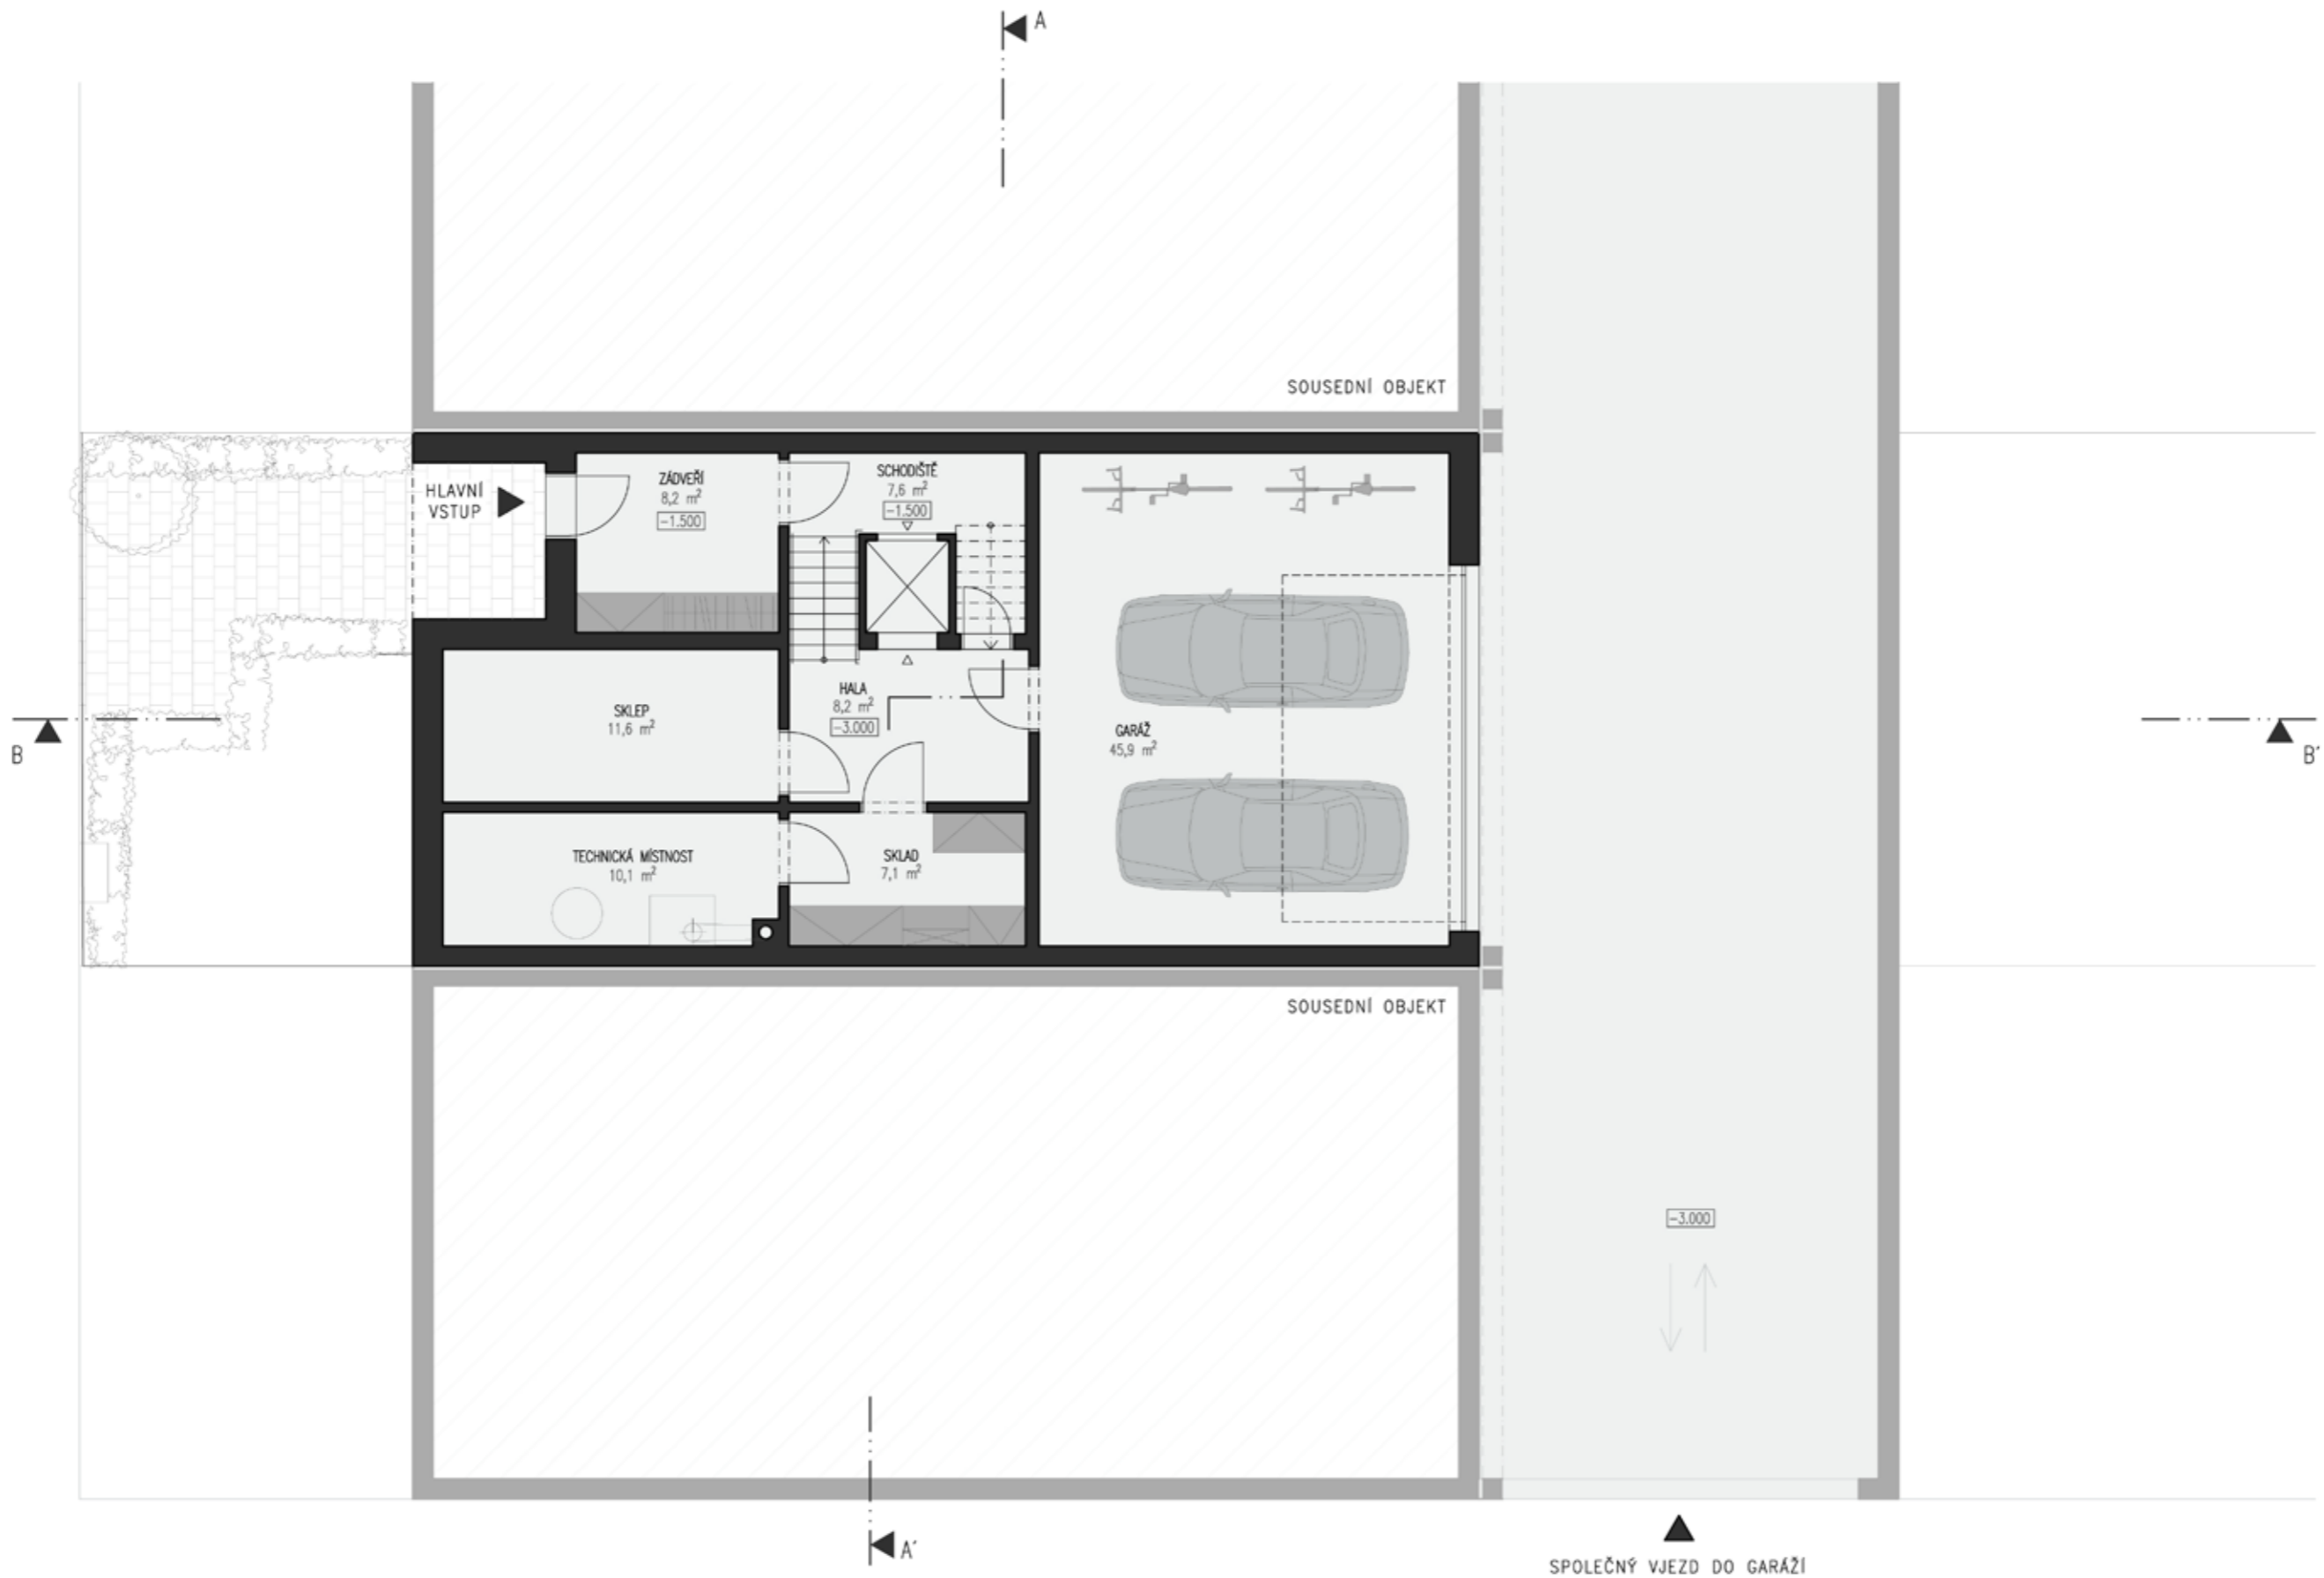 A
SOUSEDNÍ OBJEKT
HLAVNÍ
VSTUP
ZÁDVEŘÍ
8,2 m²
-1.500
SCHODIŠTĚ
7,6 m²
-1.500
SKLEP
11,6 m²
HALA
8,2 m²
-3.000
GARÁŽ
45,9 m²
B
B´
TECHNICKÁ MÍSTNOST
10,1 m²
SKLAD
7,1 m²
SOUSEDNÍ OBJEKT
-3.000
A´
SPOLEČNÝ VJEZD DO GARÁŽÍ